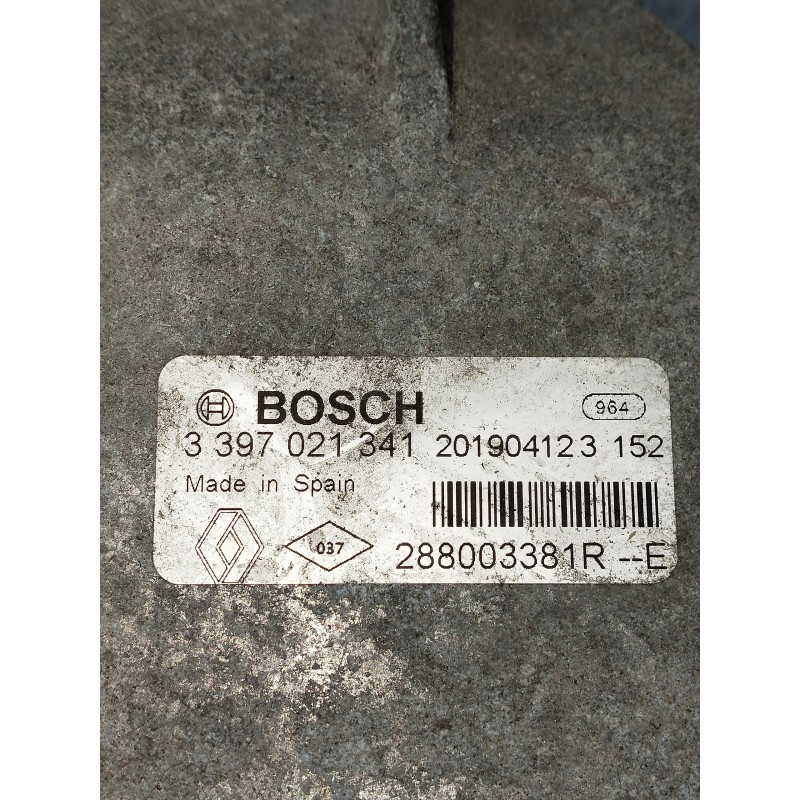 BOSCH 964
3 397 021 341 201904123 152
Made in Spain
037 288003381R --E